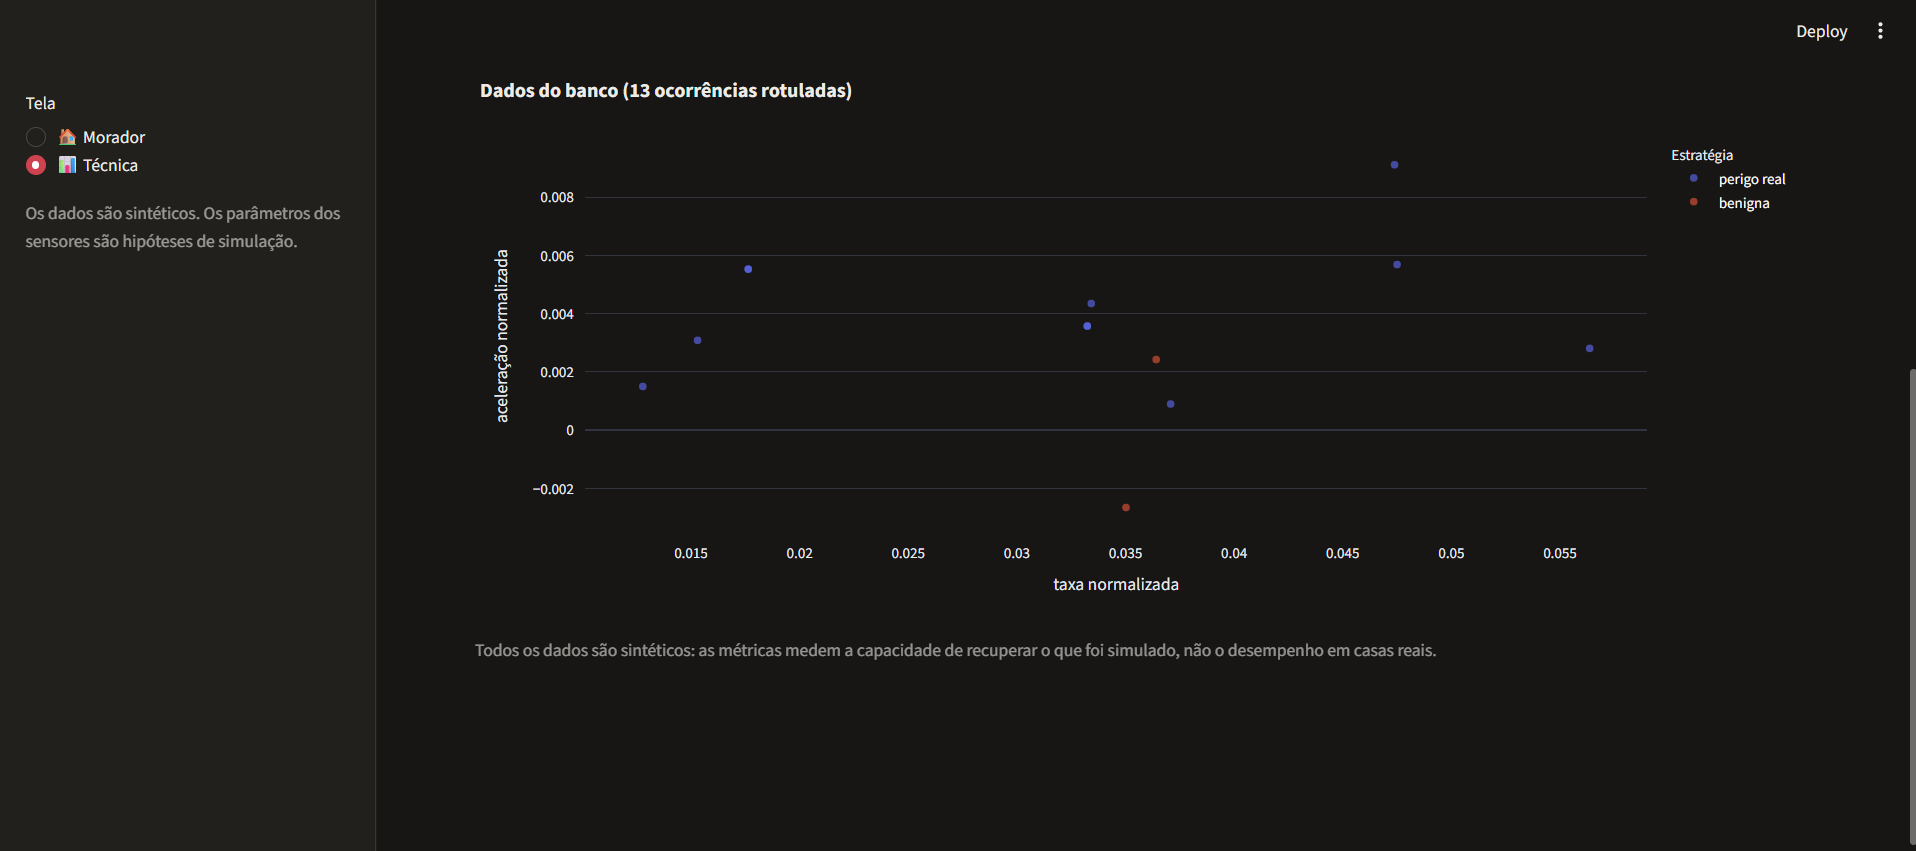 Deploy
Tela
Morador
Técnica
Os dados são sintéticos. Os parâmetros dos
sensores são hipóteses de simulação.
Dados do banco (13 ocorrências rotuladas)
Estratégia
perigo real
benigna
aceleração normalizada
0.008
0.006
0.004
0.002
0
−0.002
0.015
0.02
0.025
0.03
0.035
0.04
0.045
0.05
0.055
taxa normalizada
Todos os dados são sintéticos: as métricas medem a capacidade de recuperar o que foi simulado, não o desempenho em casas reais.